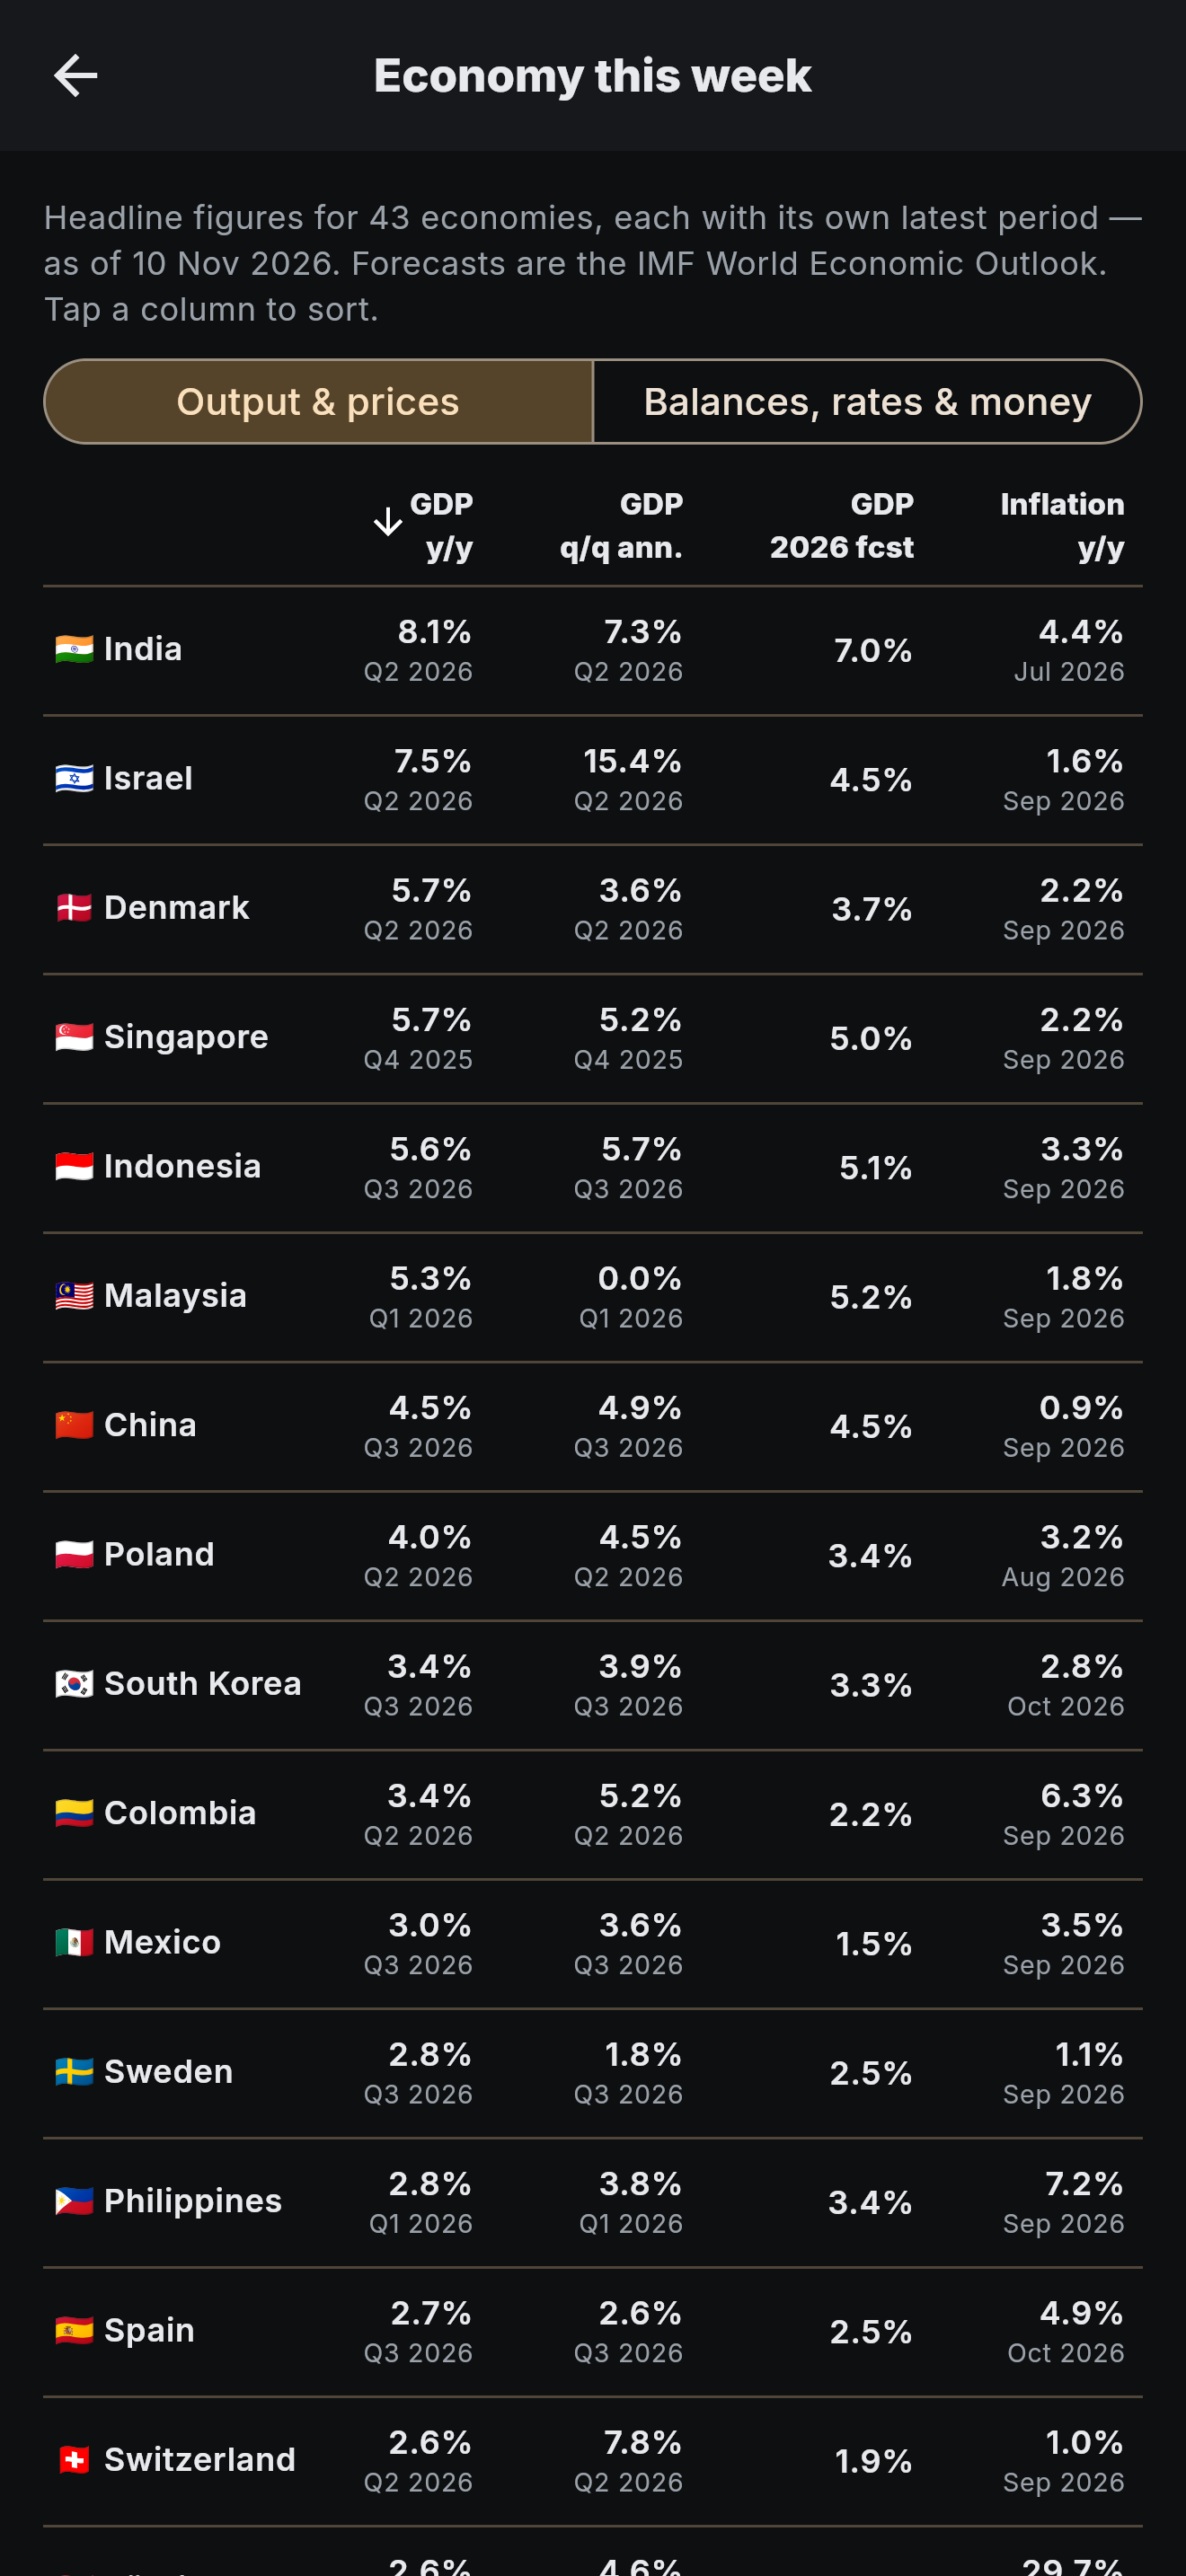 Economy this week
Headline figures for 43 economies, each with its own latest period —
as of 10 Nov 2026. Forecasts are the IMF World Economic Outlook.
Tap a column to sort.
Output & prices Balances, rates & money
GDP GDP GDP Inflation
y/y q/q ann. 2026 fcst y/y
India 8.1% 7.3% 7.0% 4.4%
Q2 2026 Q2 2026 Jul 2026
Israel 7.5% 15.4% 4.5% 1.6%
Q2 2026 Q2 2026 Sep 2026
Denmark 5.7% 3.6% 3.7% 2.2%
Q2 2026 Q2 2026 Sep 2026
Singapore 5.7% 5.2% 5.0% 2.2%
Q4 2025 Q4 2025 Sep 2026
Indonesia 5.6% 5.7% 5.1% 3.3%
Q3 2026 Q3 2026 Sep 2026
Malaysia 5.3% 0.0% 5.2% 1.8%
Q1 2026 Q1 2026 Sep 2026
China 4.5% 4.9% 4.5% 0.9%
Q3 2026 Q3 2026 Sep 2026
Poland 4.0% 4.5% 3.4% 3.2%
Q2 2026 Q2 2026 Aug 2026
South Korea 3.4% 3.9% 3.3% 2.8%
Q3 2026 Q3 2026 Oct 2026
Colombia 3.4% 5.2% 2.2% 6.3%
Q2 2026 Q2 2026 Sep 2026
Mexico 3.0% 3.6% 1.5% 3.5%
Q3 2026 Q3 2026 Sep 2026
Sweden 2.8% 1.8% 2.5% 1.1%
Q3 2026 Q3 2026 Sep 2026
Philippines 2.8% 3.8% 3.4% 7.2%
Q1 2026 Q1 2026 Sep 2026
Spain 2.7% 2.6% 2.5% 4.9%
Q3 2026 Q3 2026 Oct 2026
Switzerland 2.6% 7.8% 1.9% 1.0%
Q2 2026 Q2 2026 Sep 2026
2.6% 4.6% 29.7%